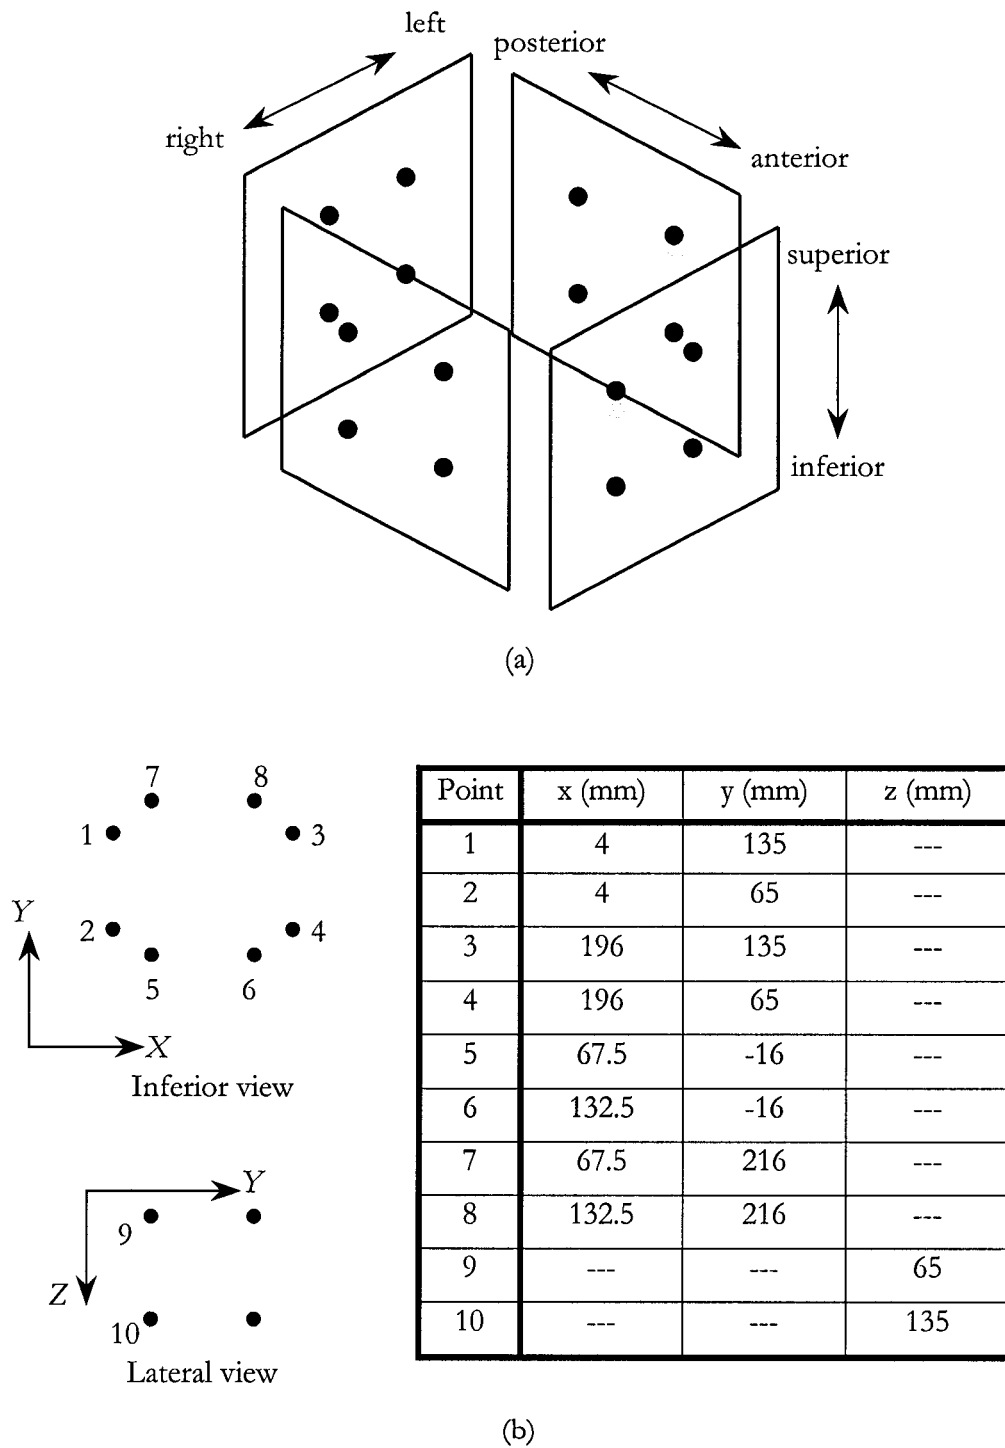 left
posterior
right
anterior
superior
inferior
(a)
7 8
1 3
Y
2 4
5 6
X
Inferior view
Y
9
Z
10
Lateral view
Point x (mm) y (mm) z (mm)
1 4 135 ---
2 4 65 ---
3 196 135 ---
4 196 65 ---
5 67.5 -16 ---
6 132.5 -16 ---
7 67.5 216 ---
8 132.5 216 ---
9 --- --- 65
10 --- --- 135
(b)